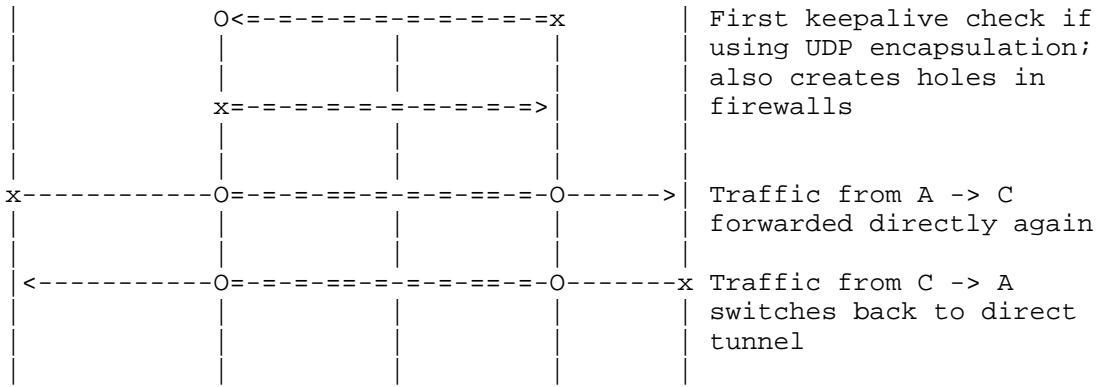 |          O<=-=-=-=-=-=-=-=-=x       | First keepalive check if
|          |          |         |       | using UDP encapsulation;
|          |          |         |       | also creates holes in
|          x=-=-=-=-=-=-=-=-=->|       | firewalls
|          |          |         |       |
|          |          |         |       |
x------------O=-=-=-==-=-=-==-=-O------>| Traffic from A -> C
|          |          |         |       | forwarded directly again
|          |          |         |       |
|<-----------O=-=-=-==-=-=-==-=-O-------x Traffic from C -> A
|          |          |         |       | switches back to direct
|          |          |         |       | tunnel
|          |          |         |       |